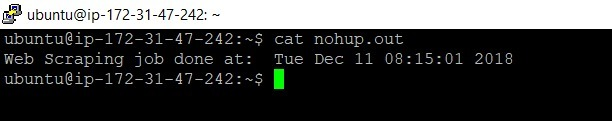 ubuntu@ip-172-31-47-242: ~
ubuntu@ip-172-31-47-242:~$ cat nohup.out
Web Scraping job done at:  Tue Dec 11 08:15:01 2018
ubuntu@ip-172-31-47-242:~$